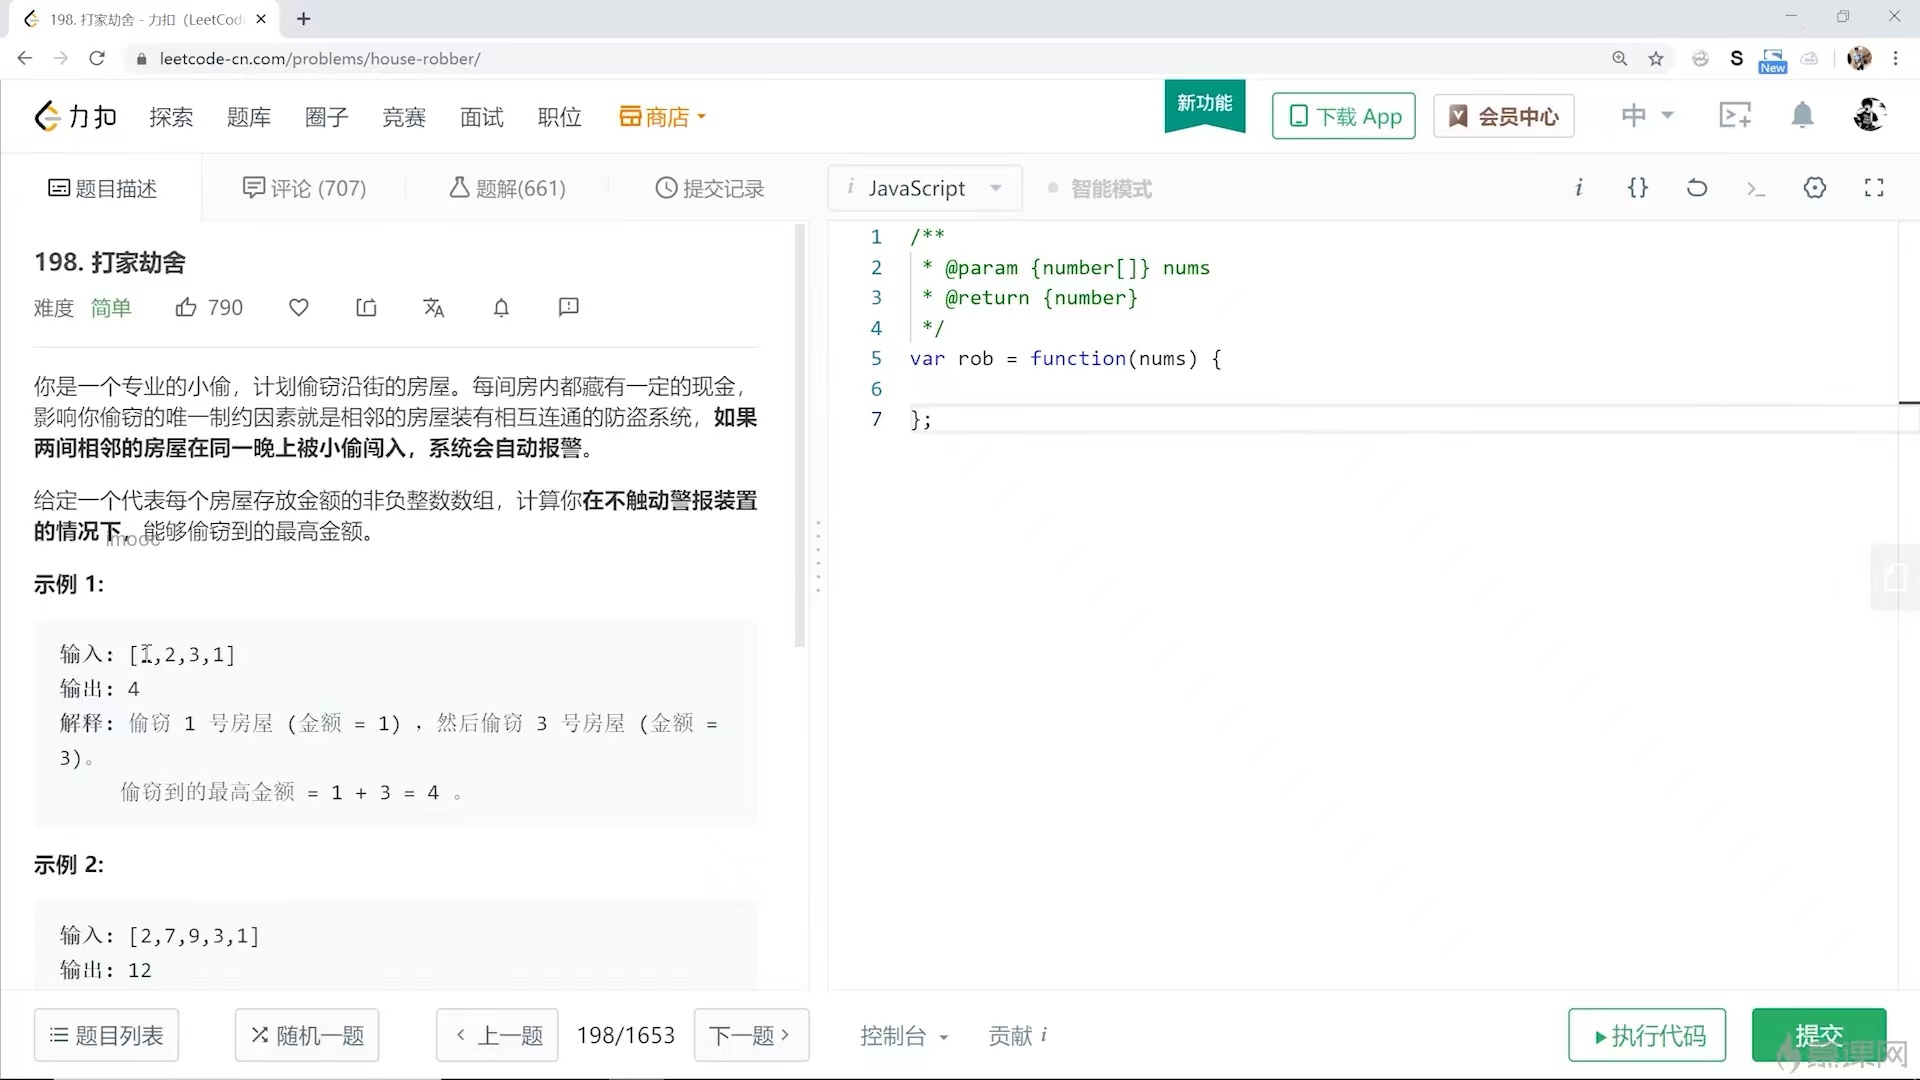 198. 打家劫舍 - 力扣（LeetCod
leetcode-cn.com/problems/house-robber/
New
力扣 探索 题库 圈子 竞赛 面试 职位 商店 新功能 下载 App 会员中心 中
题目描述 评论 (707) 题解(661) 提交记录
i JavaScript 智能模式
198. 打家劫舍
难度 简单 790
你是一个专业的小偷，计划偷窃沿街的房屋。每间房内都藏有一定的现金，
影响你偷窃的唯一制约因素就是相邻的房屋装有相互连通的防盗系统，如果
两间相邻的房屋在同一晚上被小偷闯入，系统会自动报警。
给定一个代表每个房屋存放金额的非负整数数组，计算你在不触动警报装置
的情况下，能够偷窃到的最高金额。
imooc
示例 1:
输入: [1,2,3,1]
输出: 4
解释: 偷窃 1 号房屋 (金额 = 1) ，然后偷窃 3 号房屋 (金额 =
3)。
偷窃到的最高金额 = 1 + 3 = 4 。
示例 2:
输入: [2,7,9,3,1]
输出: 12
1 /**
2 * @param {number[]} nums
3 * @return {number}
4 */
5 var rob = function(nums) {
6
7 };
题目列表 随机一题 上一题 198/1653 下一题 控制台 贡献 i 执行代码 提交
慕课网